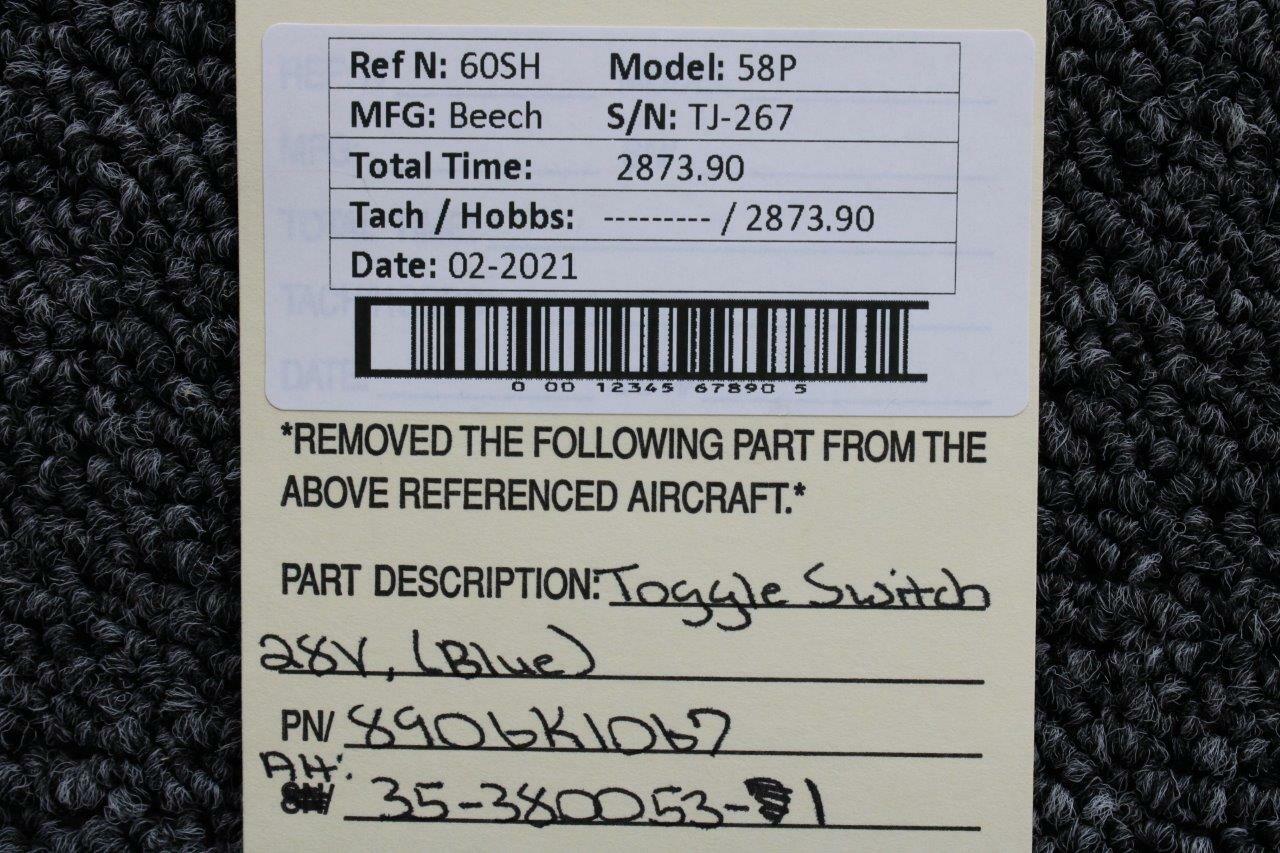 Ref N: 60SH Model: 58P
MFG: Beech S/N: TJ-267
Total Time: 2873.90
Tach / Hobbs: --------- / 2873.90
Date: 02-2021
0 00 12345 67890 5
*REMOVED THE FOLLOWING PART FROM THE
ABOVE REFERENCED AIRCRAFT.*
PART DESCRIPTION: Toggle Switch
28V, (Blue)
PN/ 8906K1067
Alt:
SN/ 35-380053-1